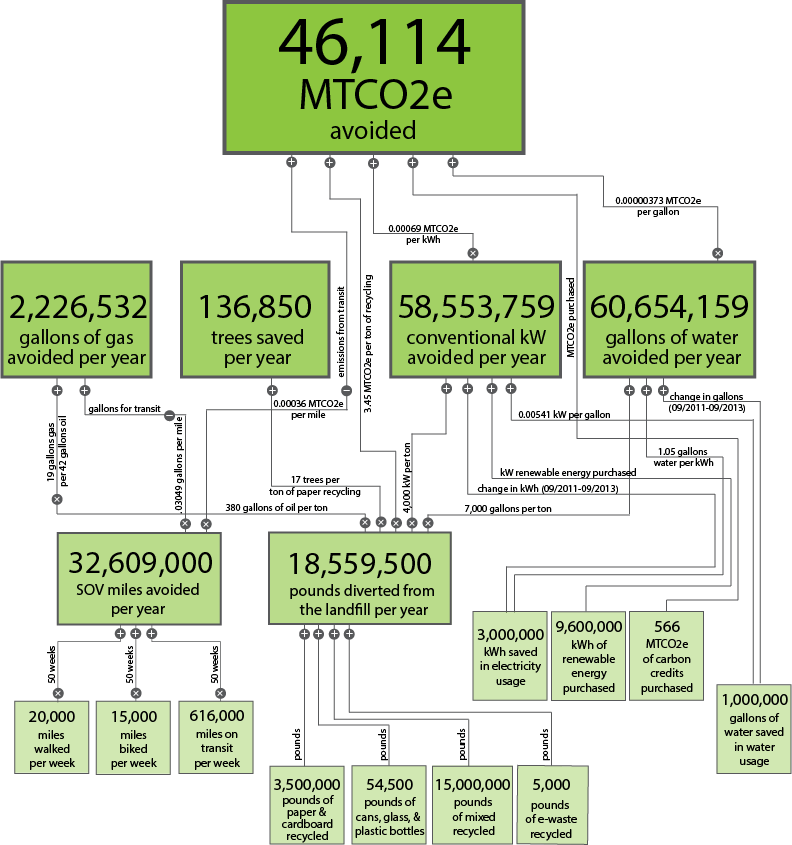 46,114
MTCO2e
avoided
0.00000373 MTCO2e
per gallon
0.00069 MTCO2e
per kWh
emissions from transit
3.45 MTCO2e per ton of recycling
MTCO2e purchased
2,226,532
gallons of gas
avoided per year
136,850
trees saved
per year
58,553,759
conventional kW
avoided per year
60,654,159
gallons of water
avoided per year
gallons for transit
0.00036 MTCO2e
per mile
change in gallons
(09/2011-09/2013)
0.00541 kW per gallon
19 gallons gas
per 42 gallons oil
.03049 gallons per mile
4,000 kW per ton
1.05 gallons
water per kWh
17 trees per
ton of paper recycling
kW renewable energy purchased
change in kWh (09/2011-09/2013)
380 gallons of oil per ton
7,000 gallons per ton
32,609,000
SOV miles avoided
per year
18,559,500
pounds diverted from
the landfill per year
3,000,000
kWh saved
in electricity
usage
9,600,000
kWh of
renewable
energy
purchased
566
MTCO2e
of carbon
credits
purchased
1,000,000
gallons of
water saved
in water
usage
50 weeks
50 weeks
50 weeks
20,000
miles
walked
per week
15,000
miles
biked
per week
616,000
miles on
transit
per week
pounds
pounds
pounds
pounds
3,500,000
pounds of
paper &
cardboard
recycled
54,500
pounds of
cans, glass, &
plastic bottles
15,000,000
pounds
of mixed
recycled
5,000
pounds
of e-waste
recycled